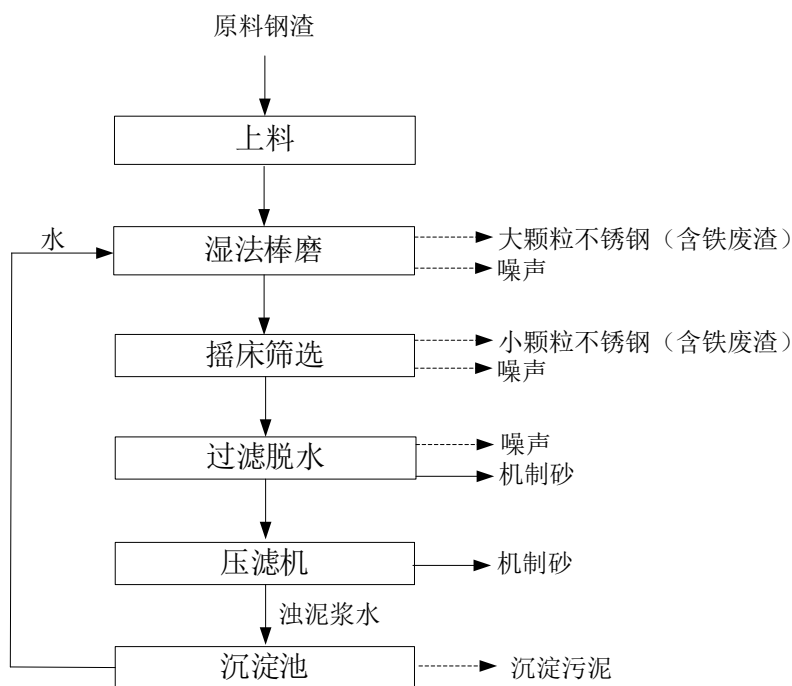 原料钢渣
上料
水
湿法棒磨
大颗粒不锈钢（含铁废渣）
噪声
摇床筛选
小颗粒不锈钢（含铁废渣）
噪声
过滤脱水
噪声
机制砂
压滤机
机制砂
浊泥浆水
沉淀池
沉淀污泥